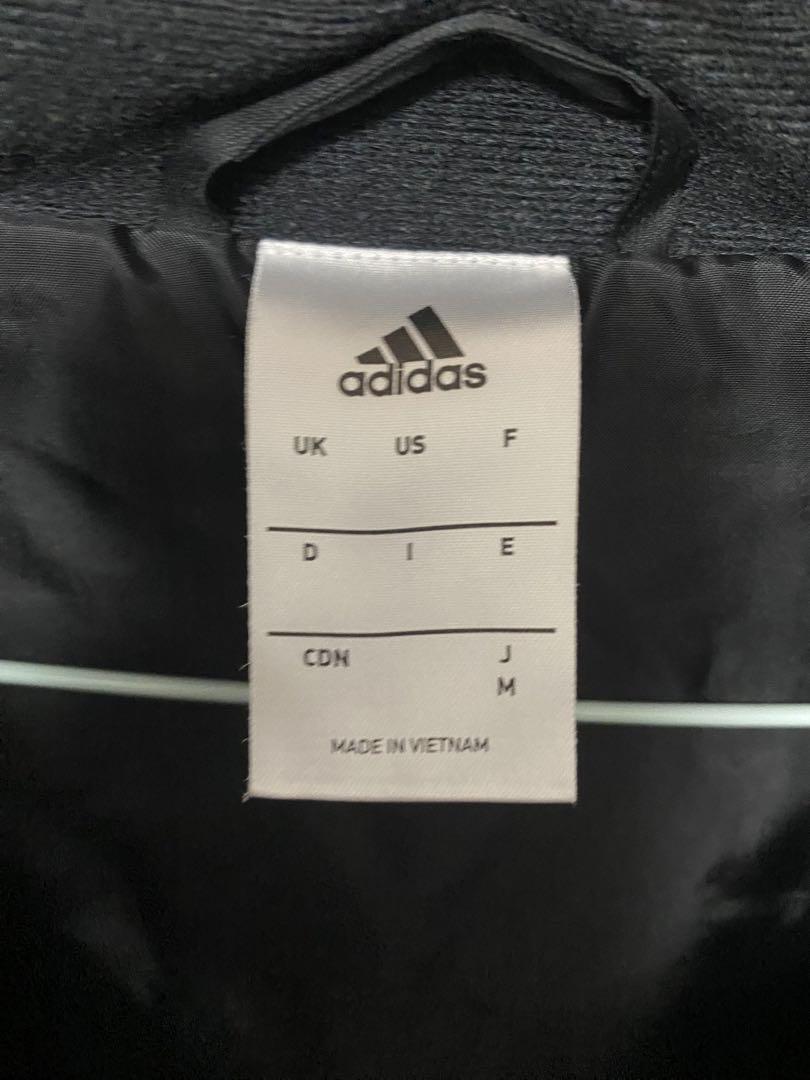 adidas
UK US F
D I E
CDN J
M
MADE IN VIETNAM